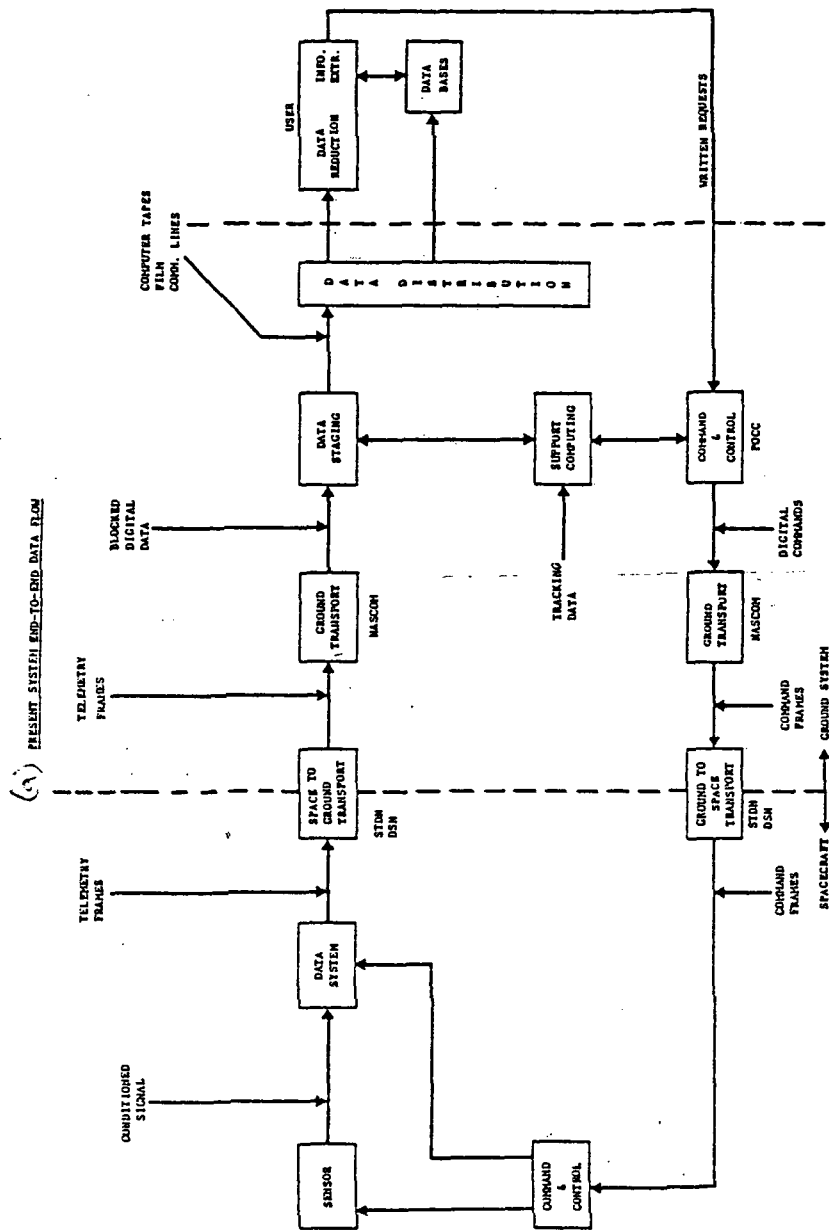 (a) PRESENT SYSTEM END-TO-END DATA FLOW
CONDITIONED
SIGNAL
TELEMETRY
FRAMES
TELEMETRY
FRAMES
BLOCKED
DIGITAL
DATA
COMPUTER TAPES
FILM
COMM. LINES
SENSOR
DATA
SYSTEM
SPACE TO
GROUND
TRANSPORT
STDN
DSN
GROUND
TRANSPORT
NASCOM
DATA
STAGING
DATA DISTRIBUTION
USER
DATA
REDUCTION
INFO.
EXTR.
DATA
BASES
TRACKING
DATA
SUPPORT
COMPUTING
COMMAND
&
CONTROL
COMMAND
FRAMES
GROUND TO
SPACE
TRANSPORT
STDN
DSN
COMMAND
FRAMES
GROUND
TRANSPORT
NASCOM
DIGITAL
COMMANDS
COMMAND
&
CONTROL
POCC
WRITTEN REQUESTS
SPACECRAFT
GROUND SYSTEM